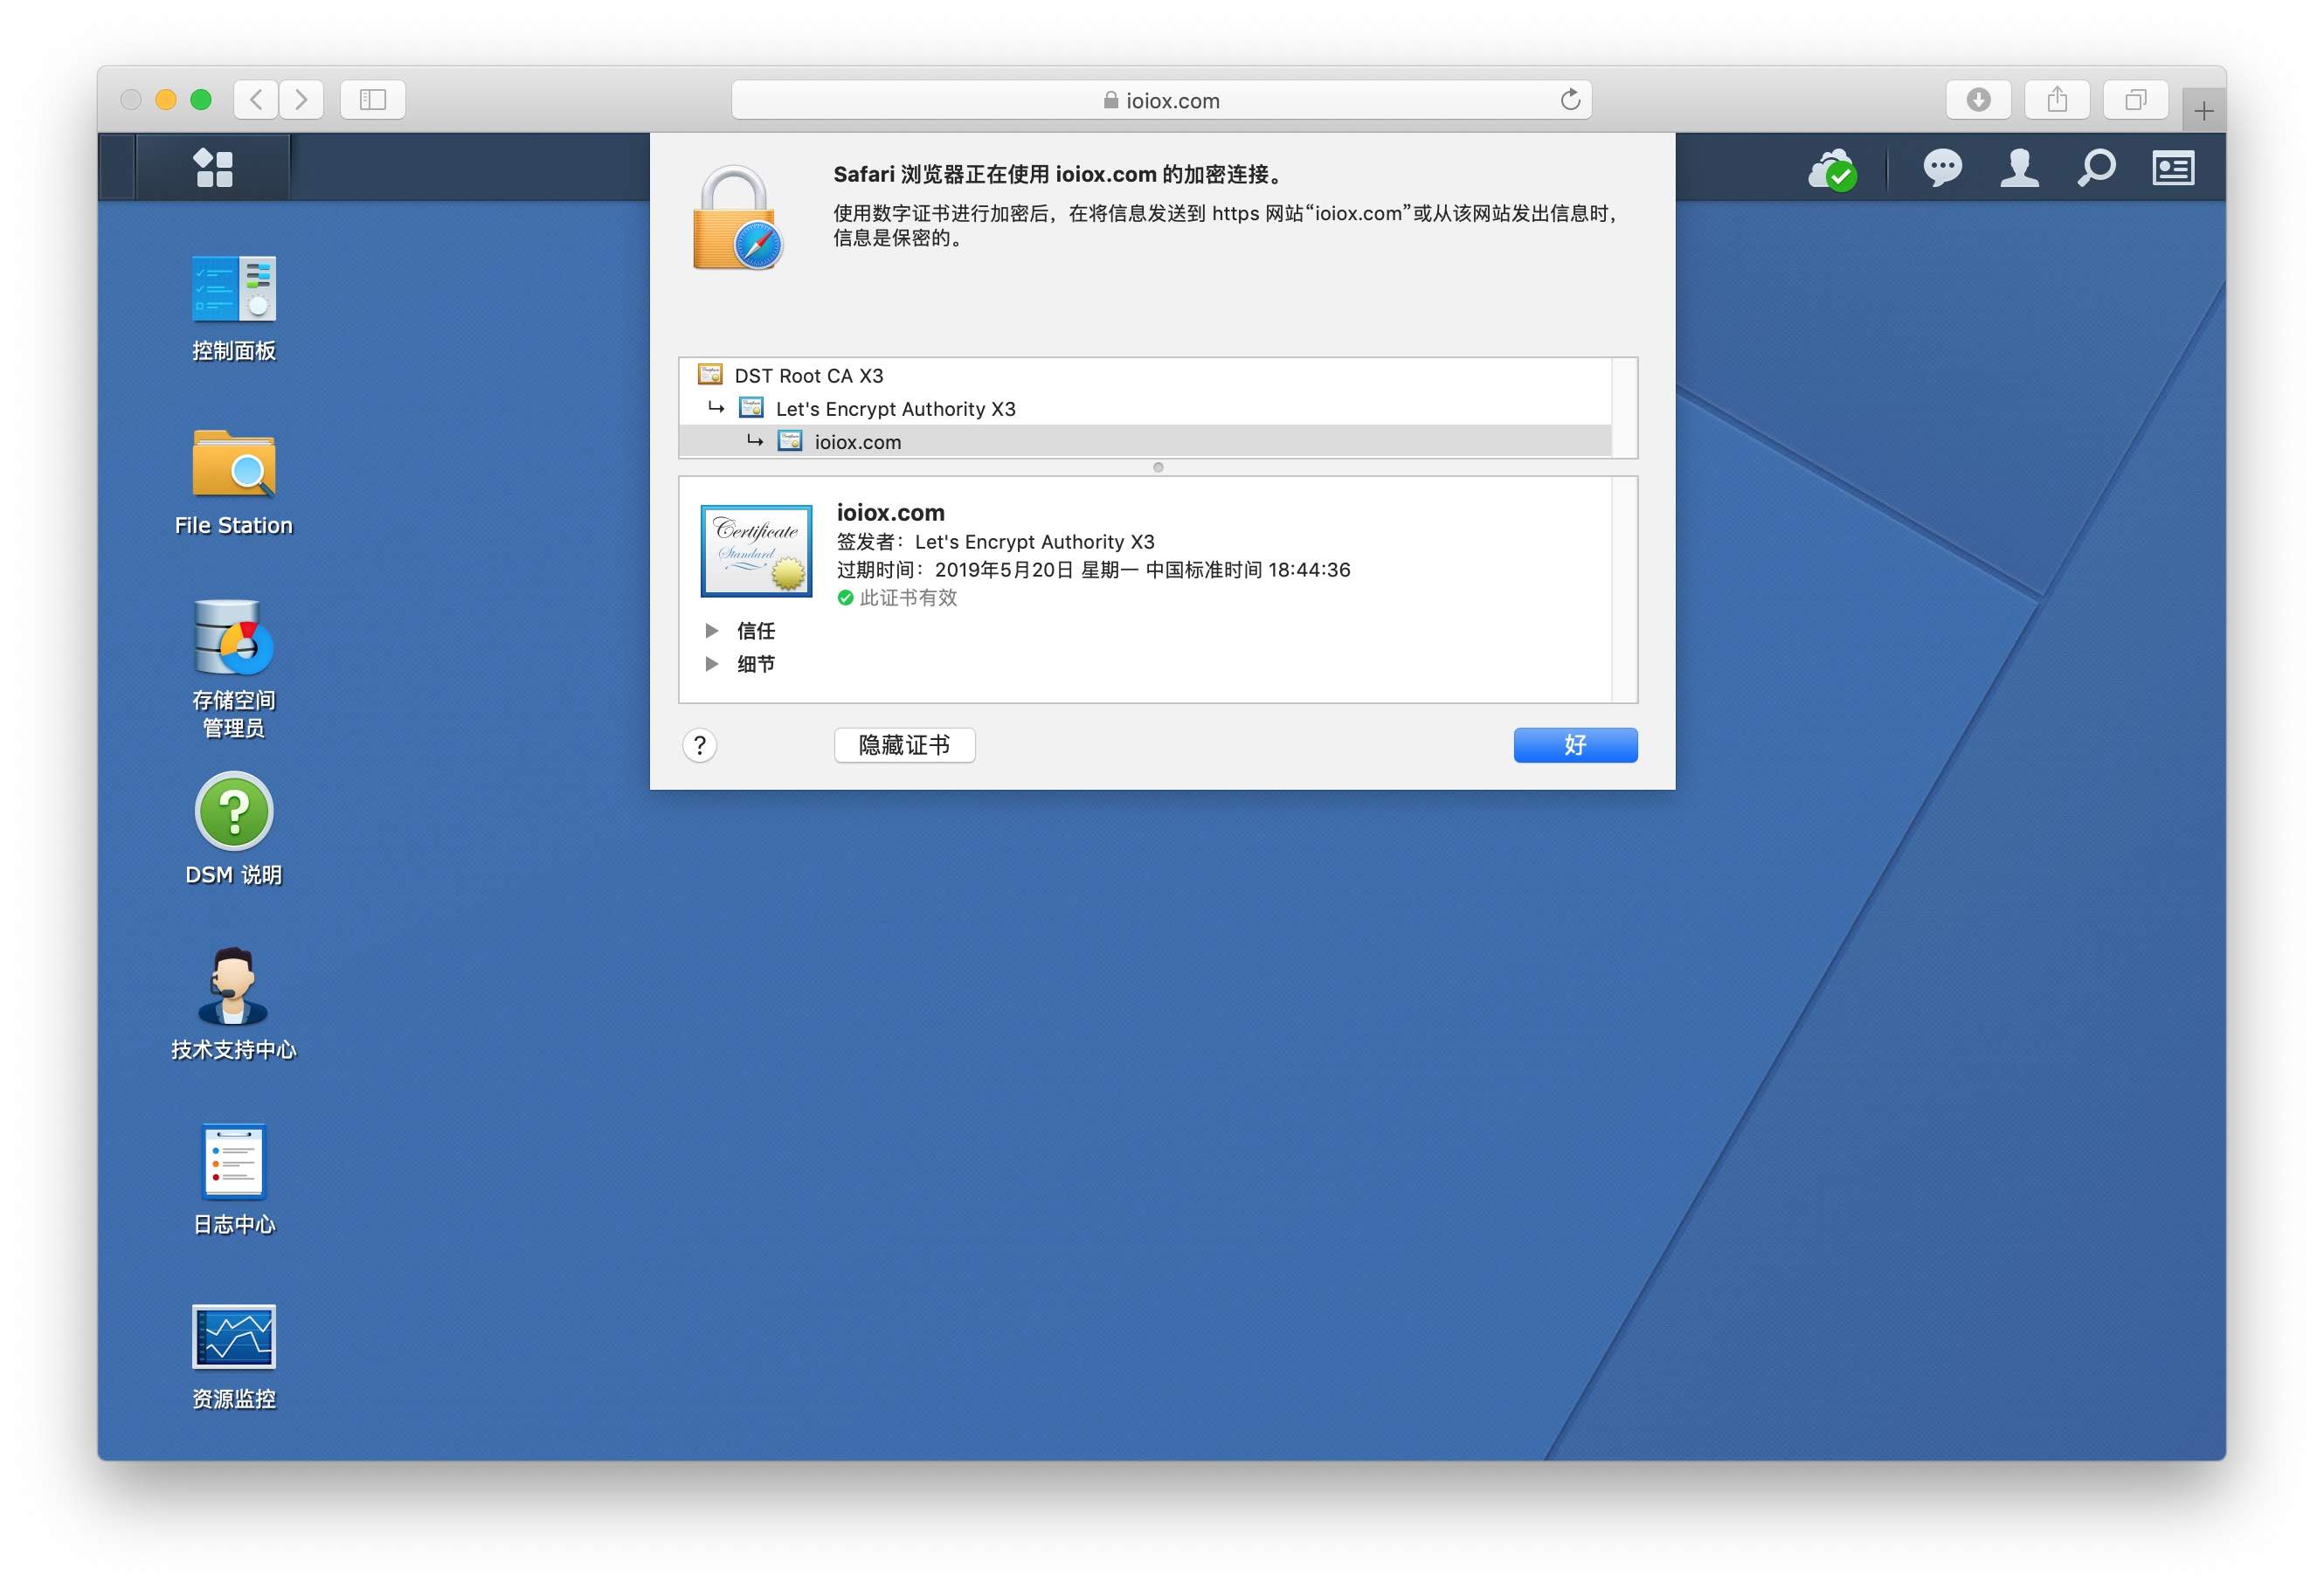 ioiox.com
Safari 浏览器正在使用 ioiox.com 的加密连接。
使用数字证书进行加密后，在将信息发送到 https 网站“ioiox.com”或从该网站发出信息时，
信息是保密的。
DST Root CA X3
Let's Encrypt Authority X3
ioiox.com
Certificate
Standard
ioiox.com
签发者：Let's Encrypt Authority X3
过期时间：2019年5月20日 星期一 中国标准时间 18:44:36
此证书有效
信任
细节
?
隐藏证书
好
控制面板
File Station
存储空间
管理员
DSM 说明
技术支持中心
日志中心
资源监控